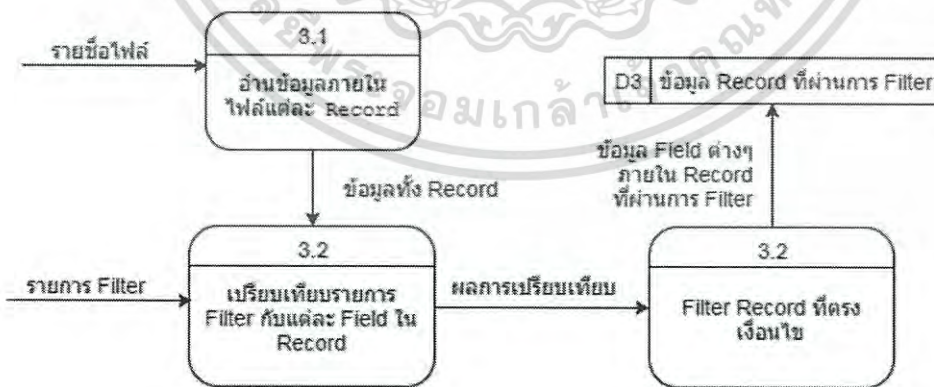 3.1
รายชื่อไฟล์
อ่านข้อมูลภายใน
ไฟล์แต่ละ Record
D3 ข้อมูล Record ที่ผ่านการ Filter
ข้อมูลทั้ง Record
ข้อมูล Field ต่างๆ
ภายใน Record
ที่ผ่านการ Filter
3.2
รายการ Filter
เปรียบเทียบรายการ
Filter กับแต่ละ Field ใน
Record
ผลการเปรียบเทียบ
3.2
Filter Record ที่ตรง
เงื่อนไข